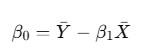 β₀ = Ȳ − β₁X̄